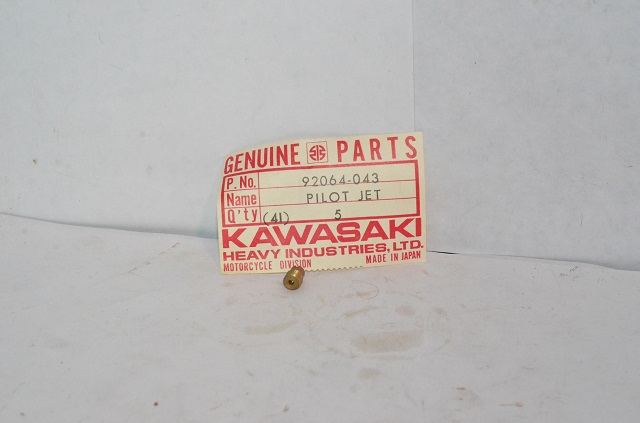 GENUINE PARTS
P. No. 92064-043
Name PILOT JET
Q'ty (41) 5
KAWASAKI
HEAVY INDUSTRIES, LTD.
MOTORCYCLE DIVISION MADE IN JAPAN